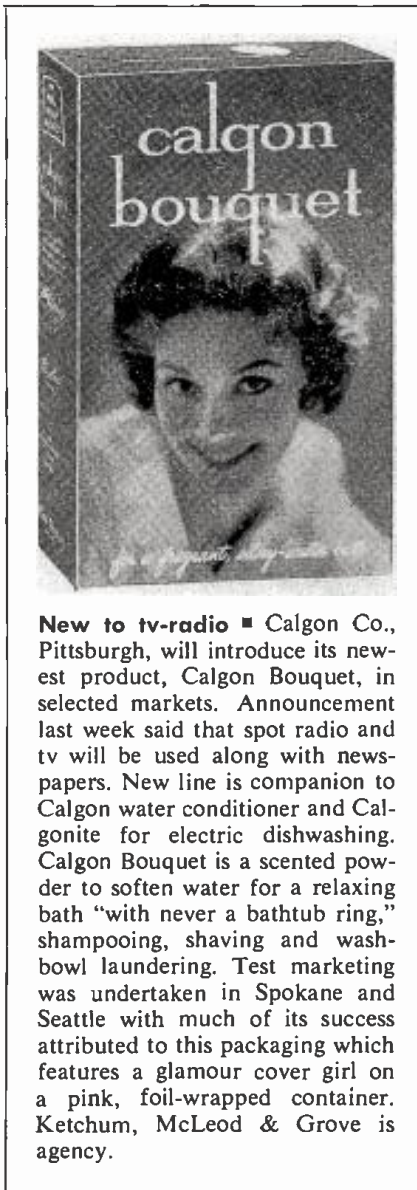 calgon
bouquet
for a fragrant, silky-soft bath
New to tv-radio ■ Calgon Co.,
Pittsburgh, will introduce its new-
est product, Calgon Bouquet, in
selected markets. Announcement
last week said that spot radio and
tv will be used along with news-
papers. New line is companion to
Calgon water conditioner and Cal-
gonite for electric dishwashing.
Calgon Bouquet is a scented pow-
der to soften water for a relaxing
bath “with never a bathtub ring,”
shampooing, shaving and wash-
bowl laundering. Test marketing
was undertaken in Spokane and
Seattle with much of its success
attributed to this packaging which
features a glamour cover girl on
a pink, foil-wrapped container.
Ketchum, McLeod & Grove is
agency.